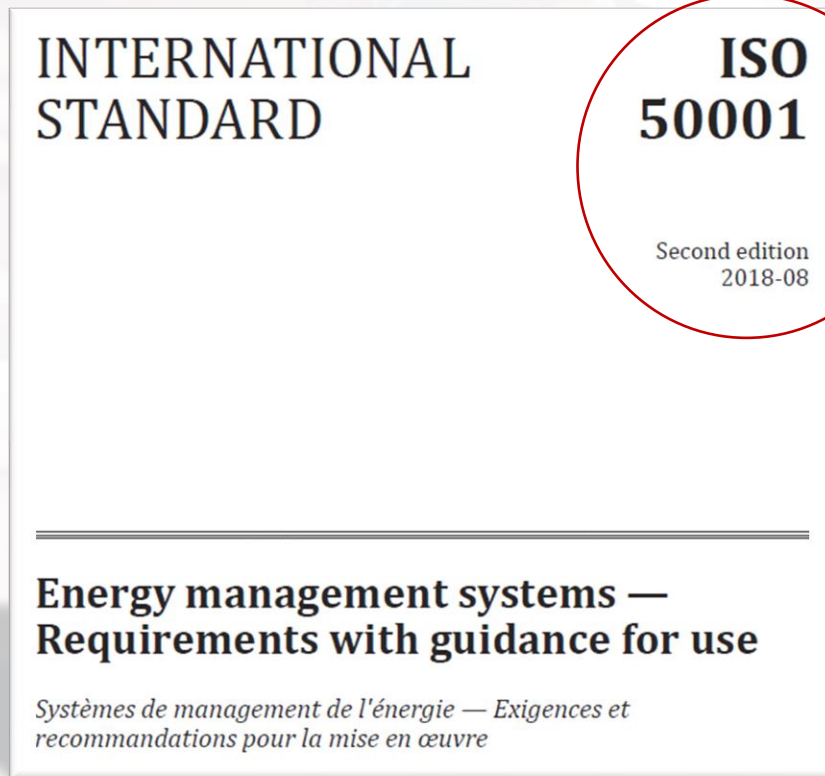 INTERNATIONAL
STANDARD
ISO
50001
Second edition
2018-08
Energy management systems —
Requirements with guidance for use
Systèmes de management de l'énergie — Exigences et
recommandations pour la mise en œuvre